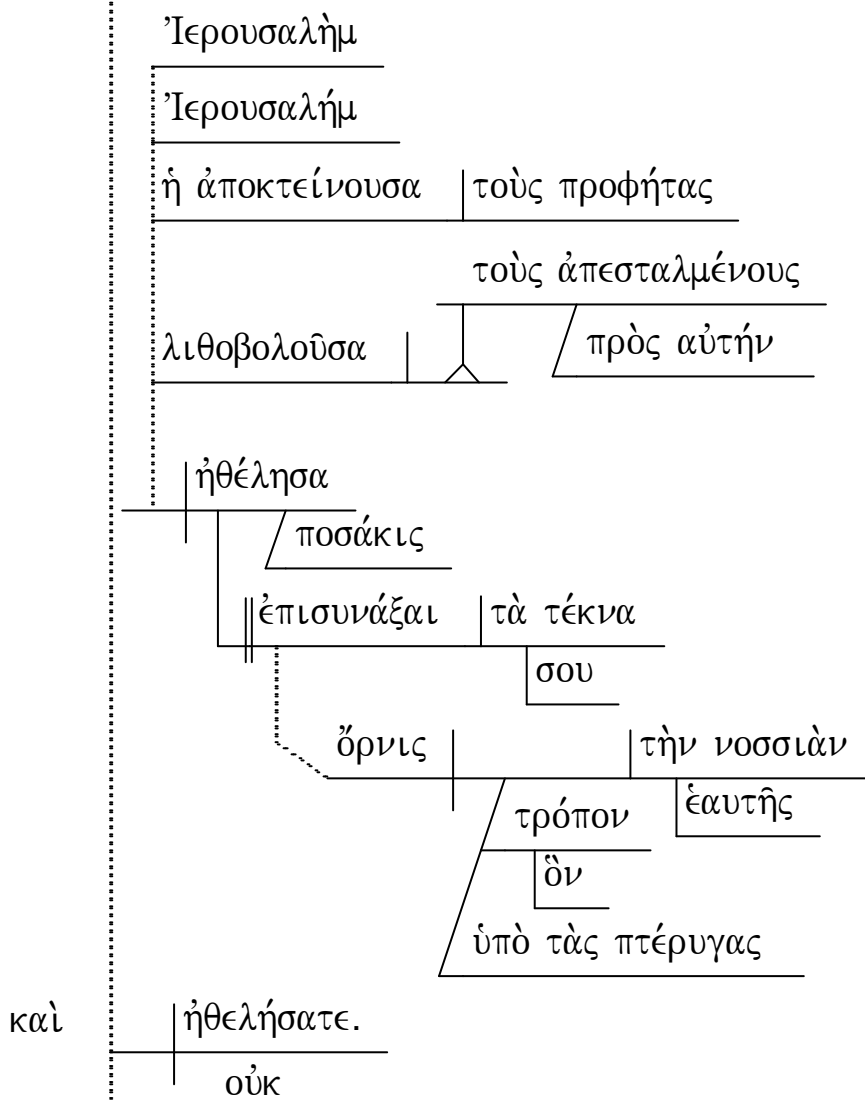 Ἰερουσαλὴμ
Ἰερουσαλήμ
ἡ ἀποκτείνουσα τοὺς προφήτας
τοὺς ἀπεσταλμένους
λιθοβολοῦσα πρὸς αὐτήν
ἠθέλησα
ποσάκις
ἐπισυνάξαι τὰ τέκνα
σου
ὄρνις τὴν νοσσιὰν
ἑαυτῆς
τρόπον
ὃν
ὑπὸ τὰς πτέρυγας
καὶ ἠθελήσατε.
οὐκ